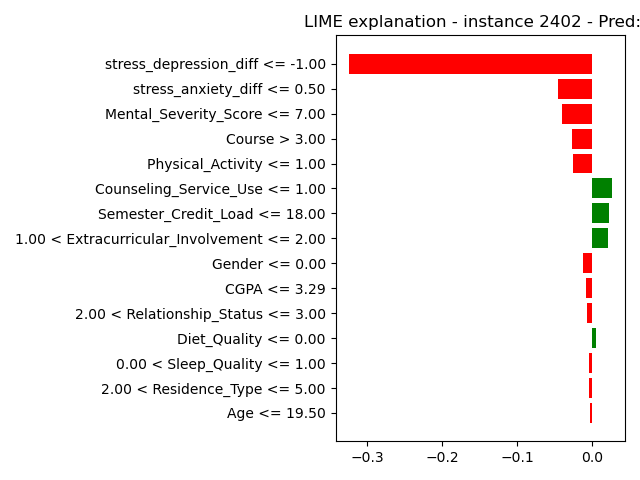 LIME explanation - instance 2402 - Pred:
stress_depression_diff <= -1.00
stress_anxiety_diff <= 0.50
Mental_Severity_Score <= 7.00
Course > 3.00
Physical_Activity <= 1.00
Counseling_Service_Use <= 1.00
Semester_Credit_Load <= 18.00
1.00 < Extracurricular_Involvement <= 2.00
Gender <= 0.00
CGPA <= 3.29
2.00 < Relationship_Status <= 3.00
Diet_Quality <= 0.00
0.00 < Sleep_Quality <= 1.00
2.00 < Residence_Type <= 5.00
Age <= 19.50
−0.3 −0.2 −0.1 0.0